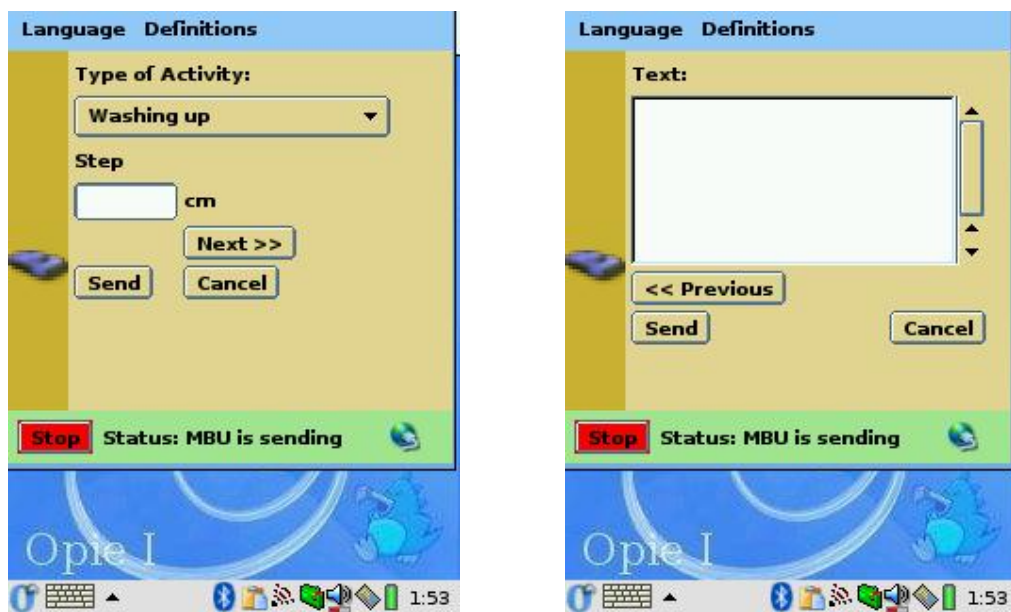 Language Definitions
Type of Activity:
Washing up
Step
cm
Next >>
Send Cancel
Stop Status: MBU is sending
Opie I
1:53
Language Definitions
Text:
<< Previous
Send Cancel
Stop Status: MBU is sending
Opie I
1:53